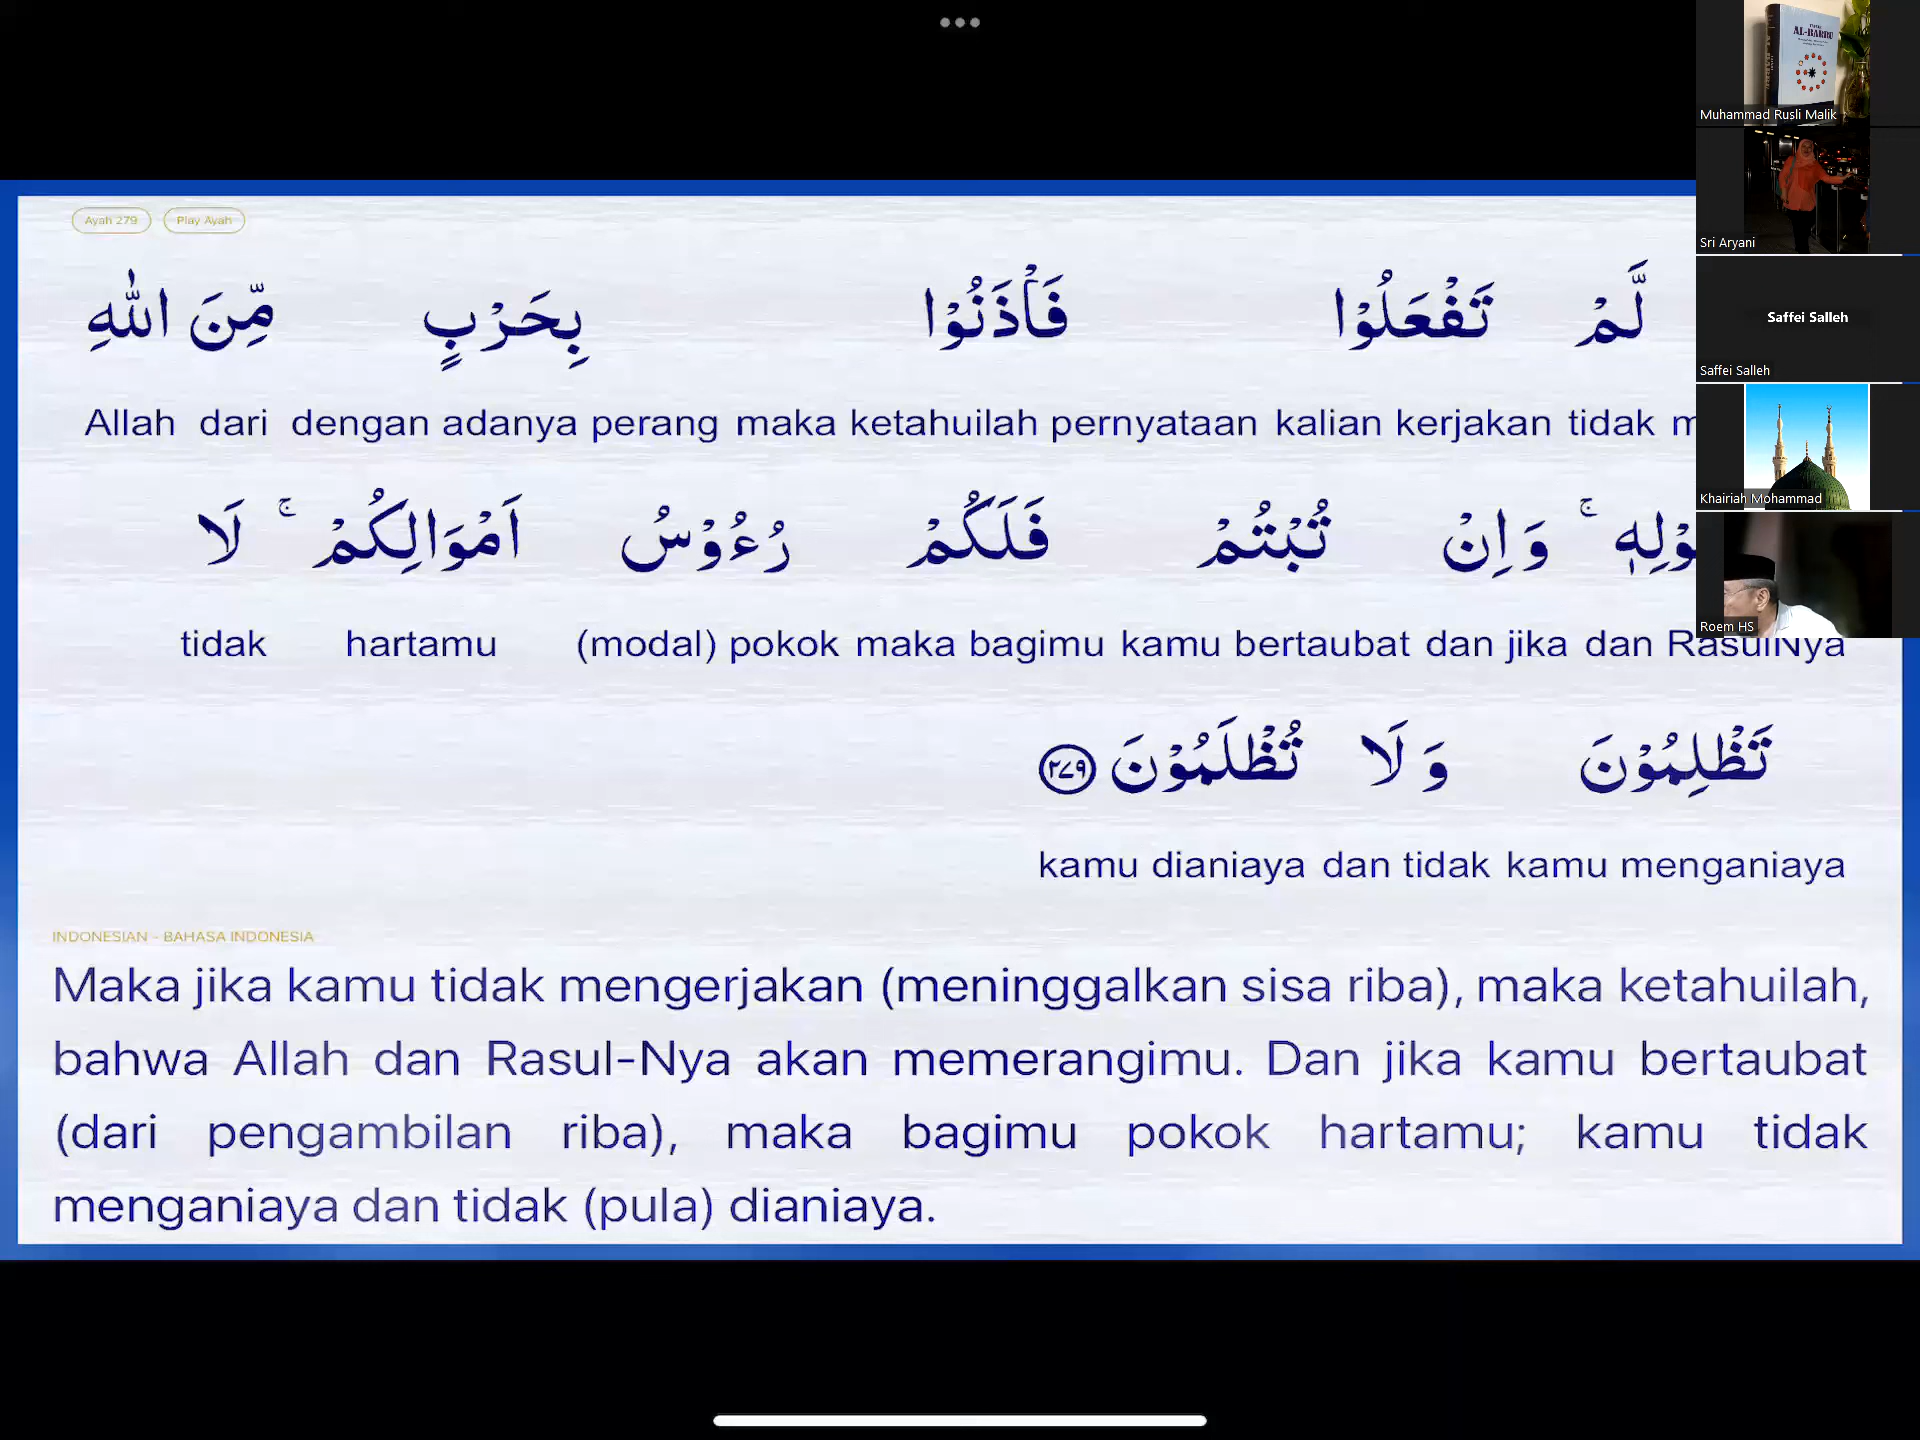 Ayah 279 Play Ayah
لَّمْ تَفْعَلُوْا فَأْذَنُوْا بِحَرْبٍ مِّنَ اللّٰهِ
Allah dari dengan adanya perang maka ketahuilah pernyataan kalian kerjakan tidak
وَاِنْ تُبْتُمْ فَلَكُمْ رُءُوْسُ اَمْوَالِكُمْ ۚ لَا
tidak hartamu (modal) pokok maka bagimu kamu bertaubat dan jika dan RasulNya
تَظْلِمُوْنَ وَلَا تُظْلَمُوْنَ ٢٧٩
kamu dianiaya dan tidak kamu menganiaya
INDONESIAN - BAHASA INDONESIA
Maka jika kamu tidak mengerjakan (meninggalkan sisa riba), maka ketahuilah,
bahwa Allah dan Rasul-Nya akan memerangimu. Dan jika kamu bertaubat
(dari pengambilan riba), maka bagimu pokok hartamu; kamu tidak
menganiaya dan tidak (pula) dianiaya.
AL-BARRU
Muhammad Rusli Malik
Sri Aryani
Saffei Salleh
Saffei Salleh
Khairiah Mohammad
Roem HS